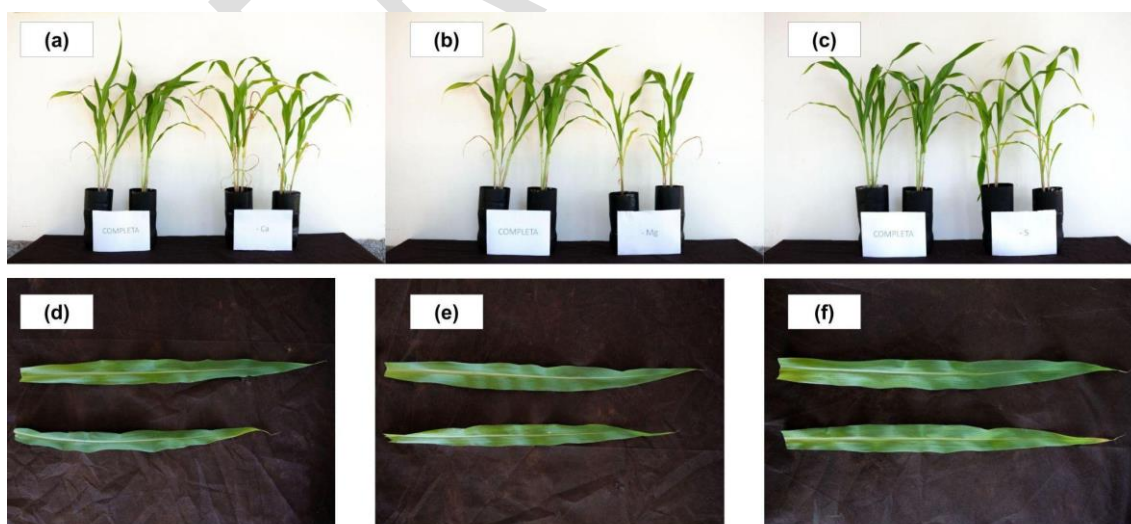 (a)
(b)
(c)
COMPLETA
- Ca
COMPLETA
- Mg
COMPLETA
- S
(d)
(e)
(f)